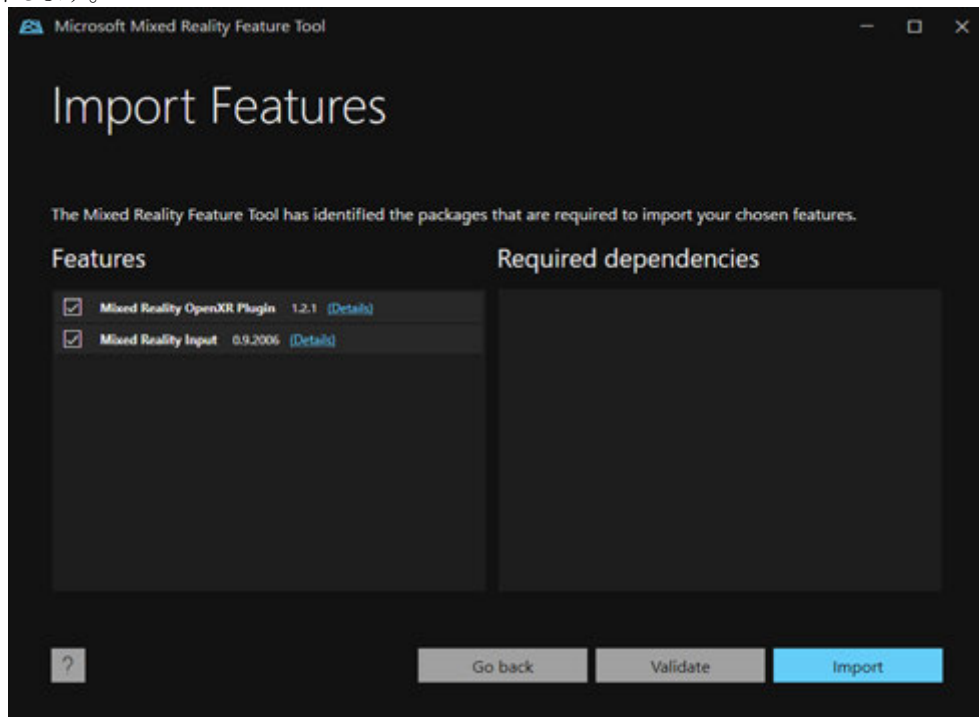 Microsoft Mixed Reality Feature Tool
Import Features
The Mixed Reality Feature Tool has identified the packages that are required to import your chosen features.
Features
Required dependencies
Mixed Reality OpenXR Plugin 1.2.1 (Details)
Mixed Reality Input 0.9.2006 (Details)
?
Go back
Validate
Import